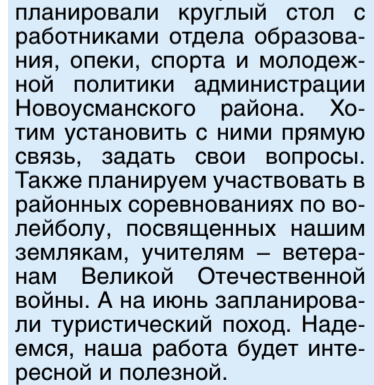 планировали круглый стол с
работниками отдела образова-
ния, опеки, спорта и молодеж-
ной политики администрации
Новоусманского района. Хо-
тим установить с ними прямую
связь, задать свои вопросы.
Также планируем участвовать в
районных соревнованиях по во-
лейболу, посвященных нашим
землякам, учителям – ветера-
нам Великой Отечественной
войны. А на июнь запланирова-
ли туристический поход. Наде-
емся, наша работа будет инте-
ресной и полезной.